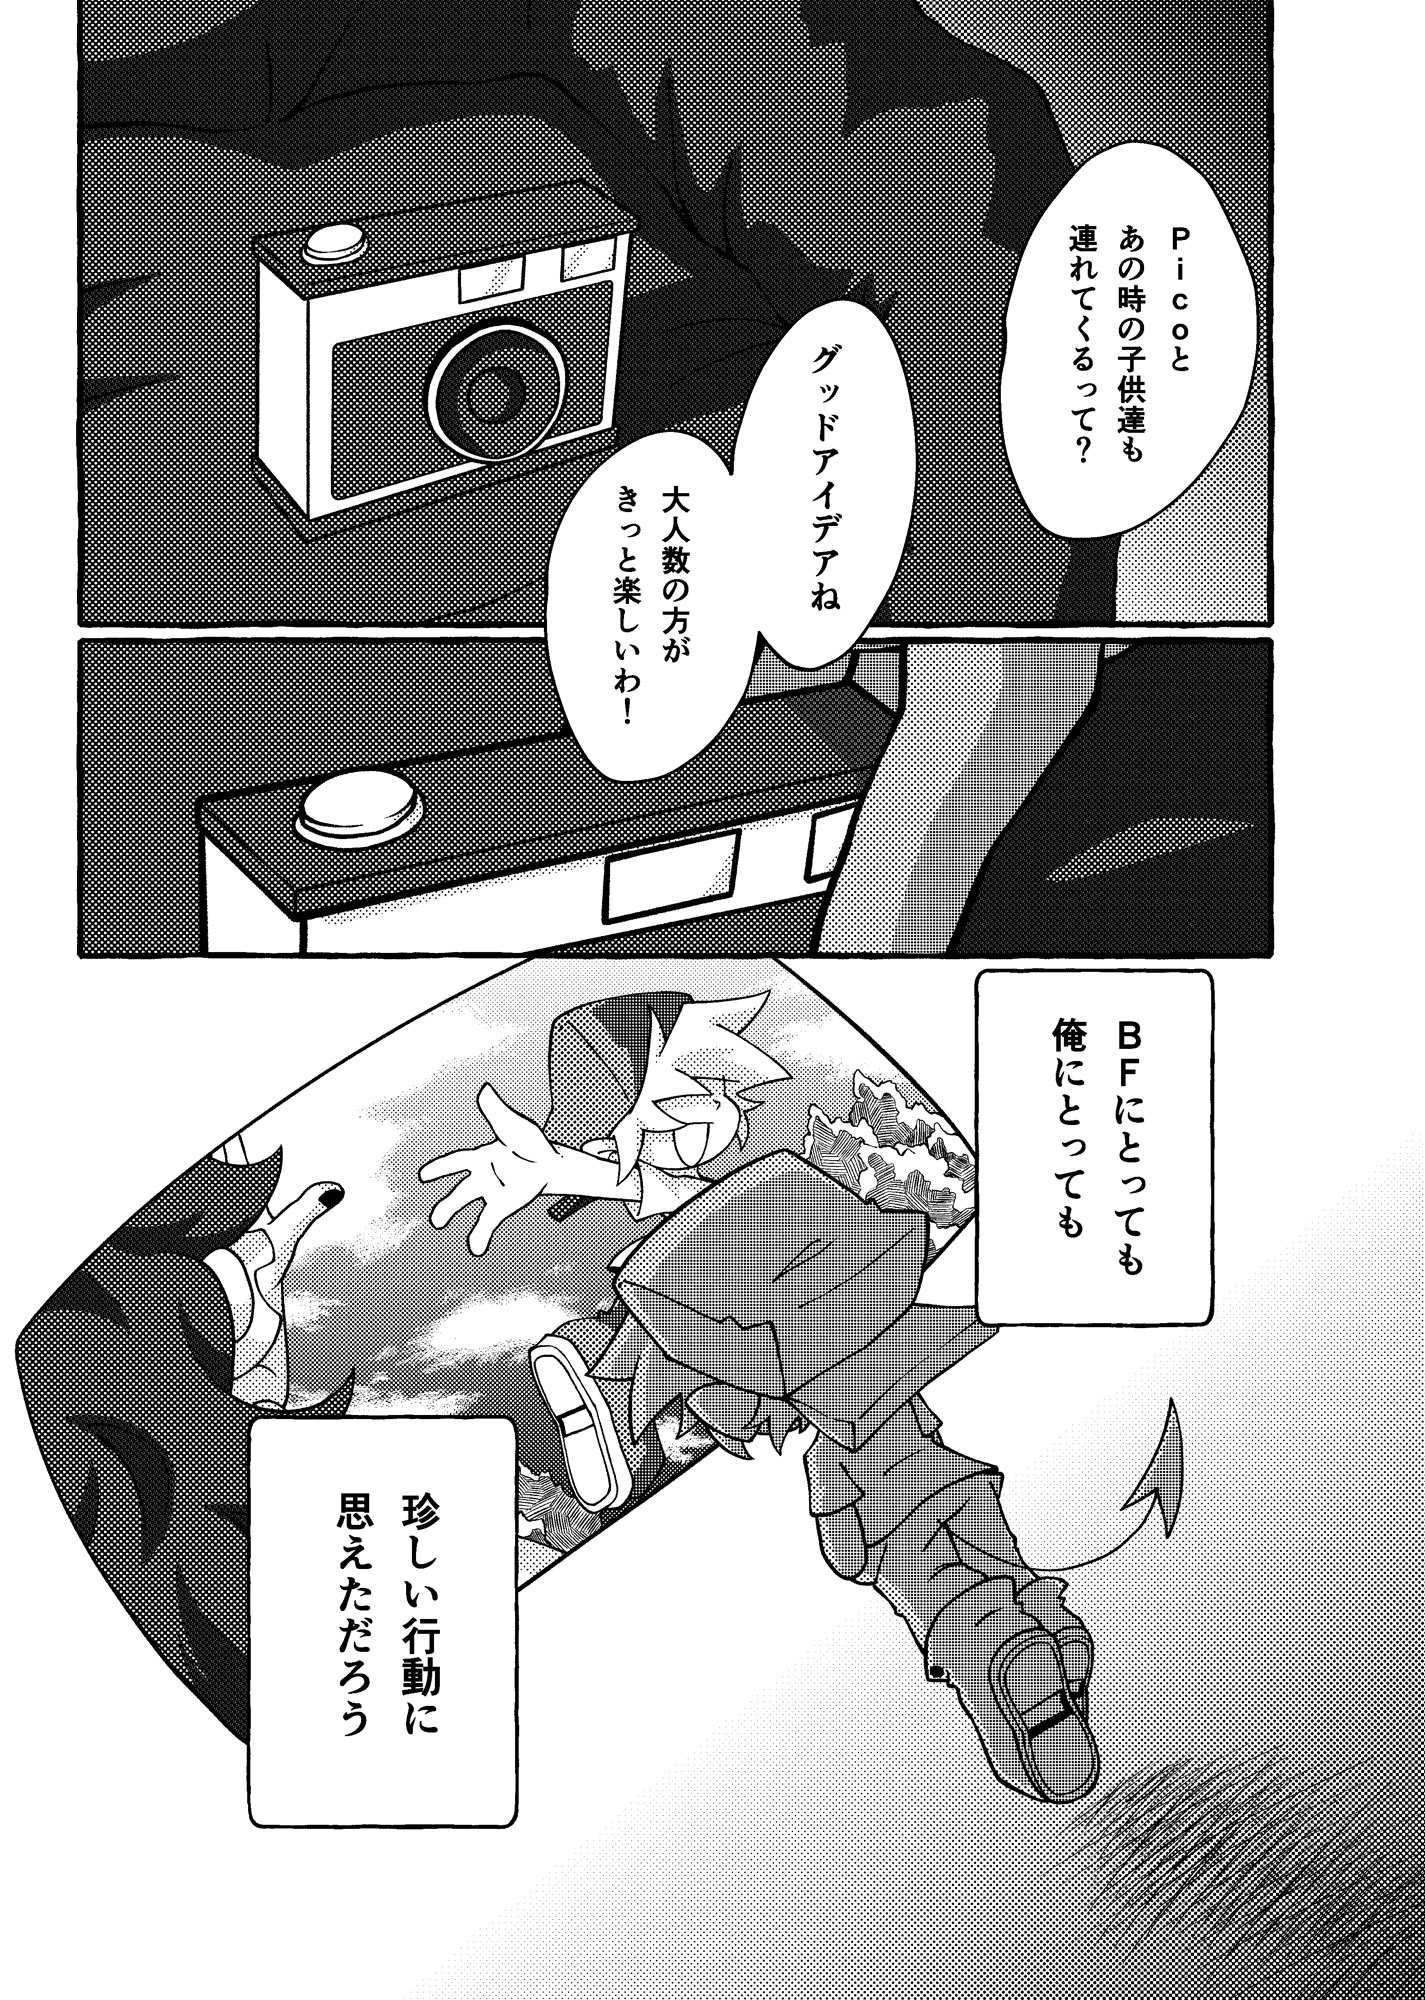 Picoと
あの時の子供達も
連れてくるって？
グッドアイデアね
大人数の方が
きっと楽しいわ！
BFにとっても
俺にとっても
珍しい行動に
思えただろう